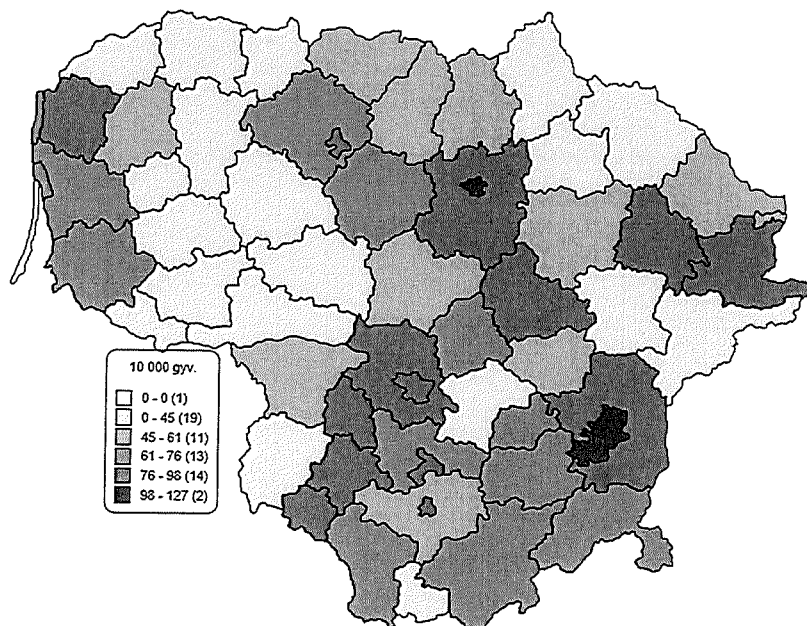 10 000 gyv.
0 - 0 (1)
0 - 45 (19)
45 - 61 (11)
61 - 76 (13)
76 - 98 (14)
98 - 127 (2)